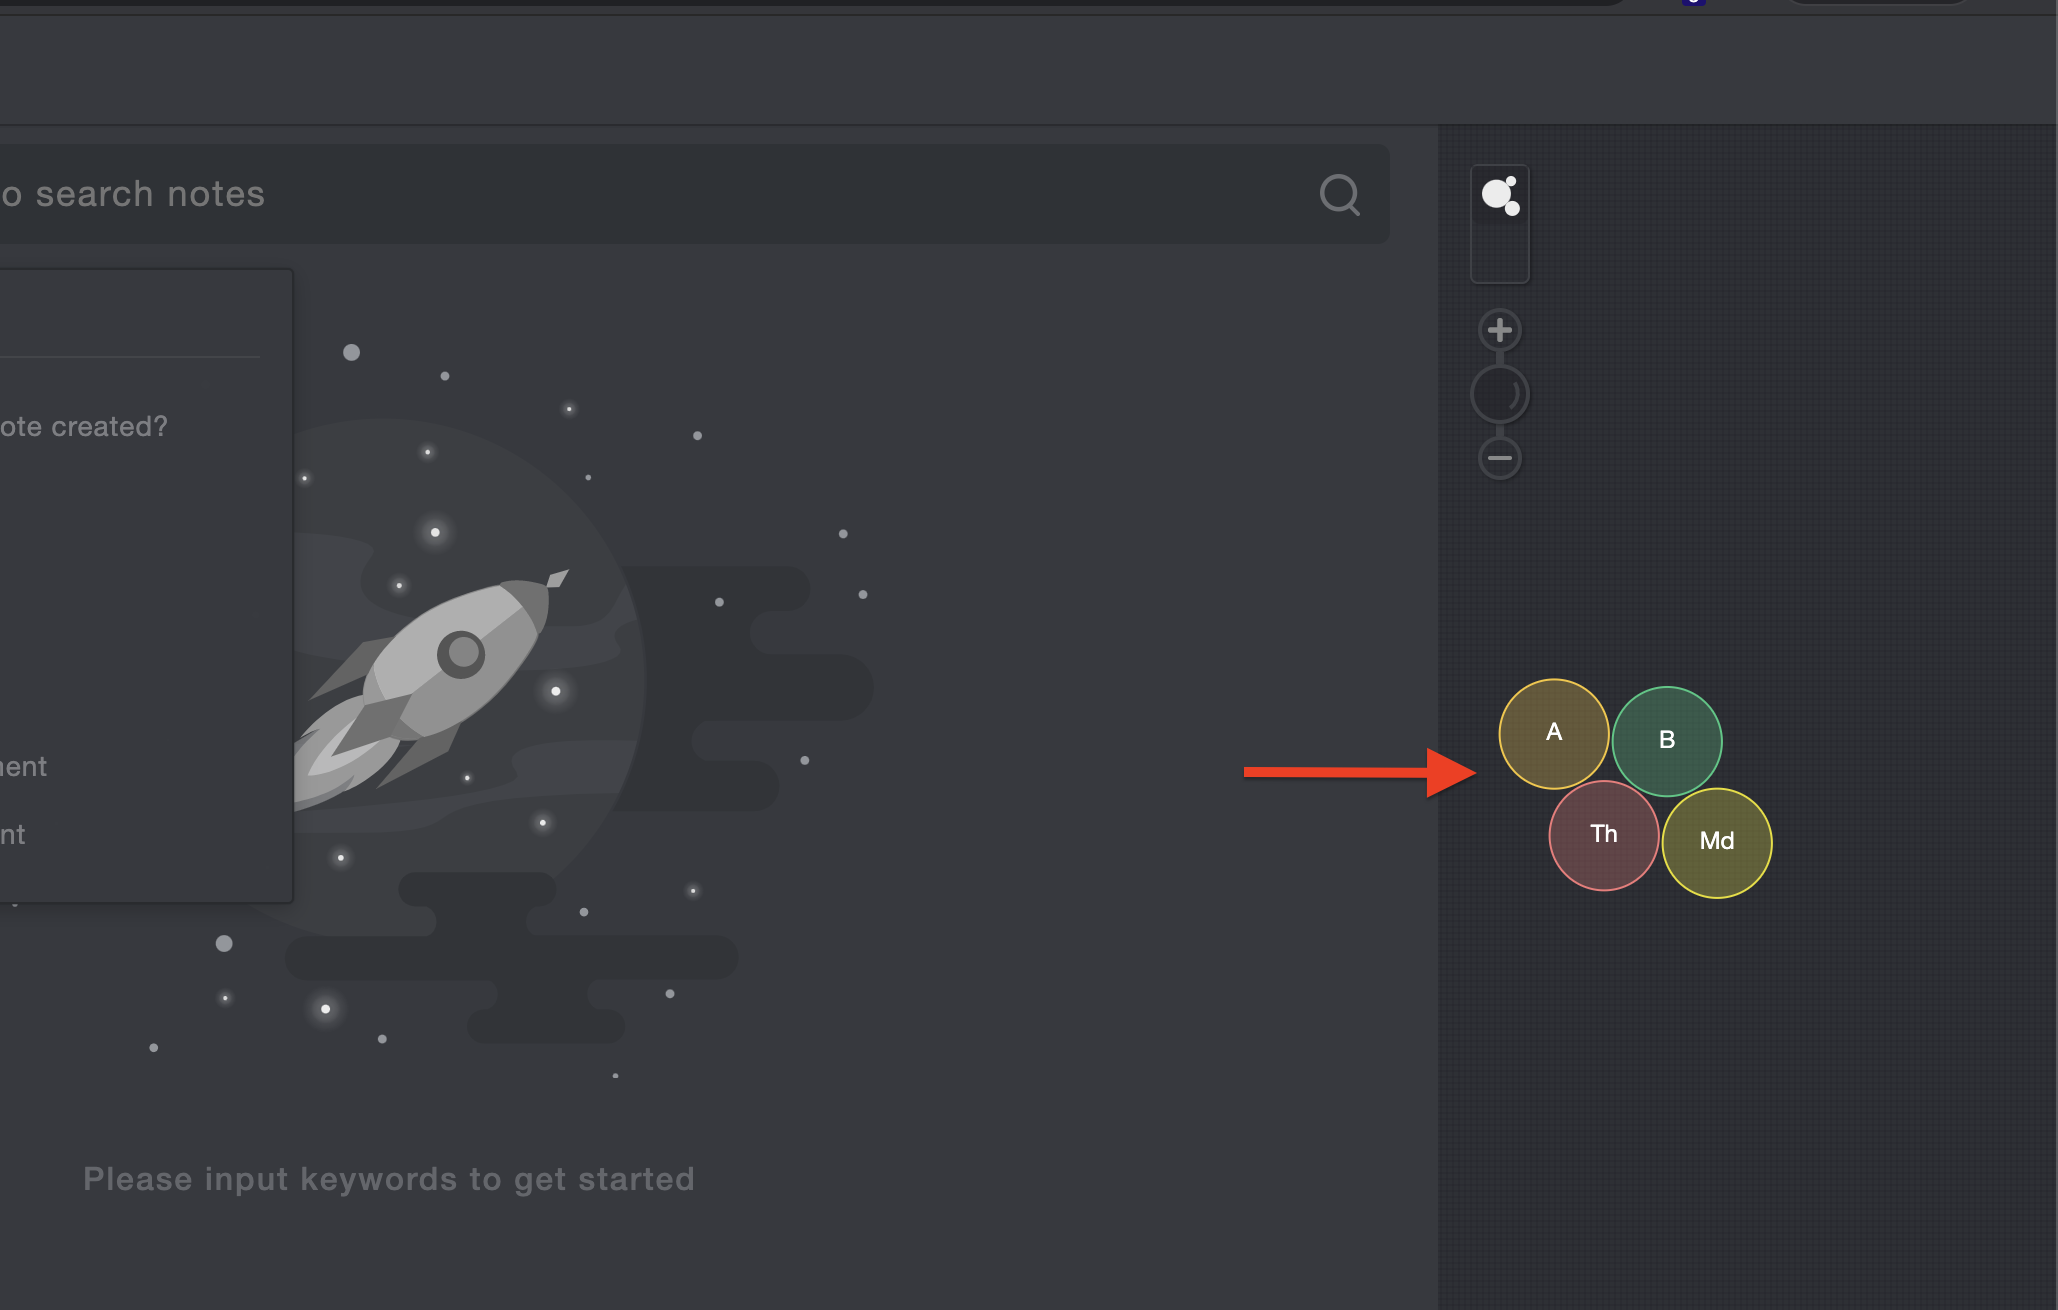 o search notes
ote created?
ent
nt
A
B
Th
Md
Please input keywords to get started